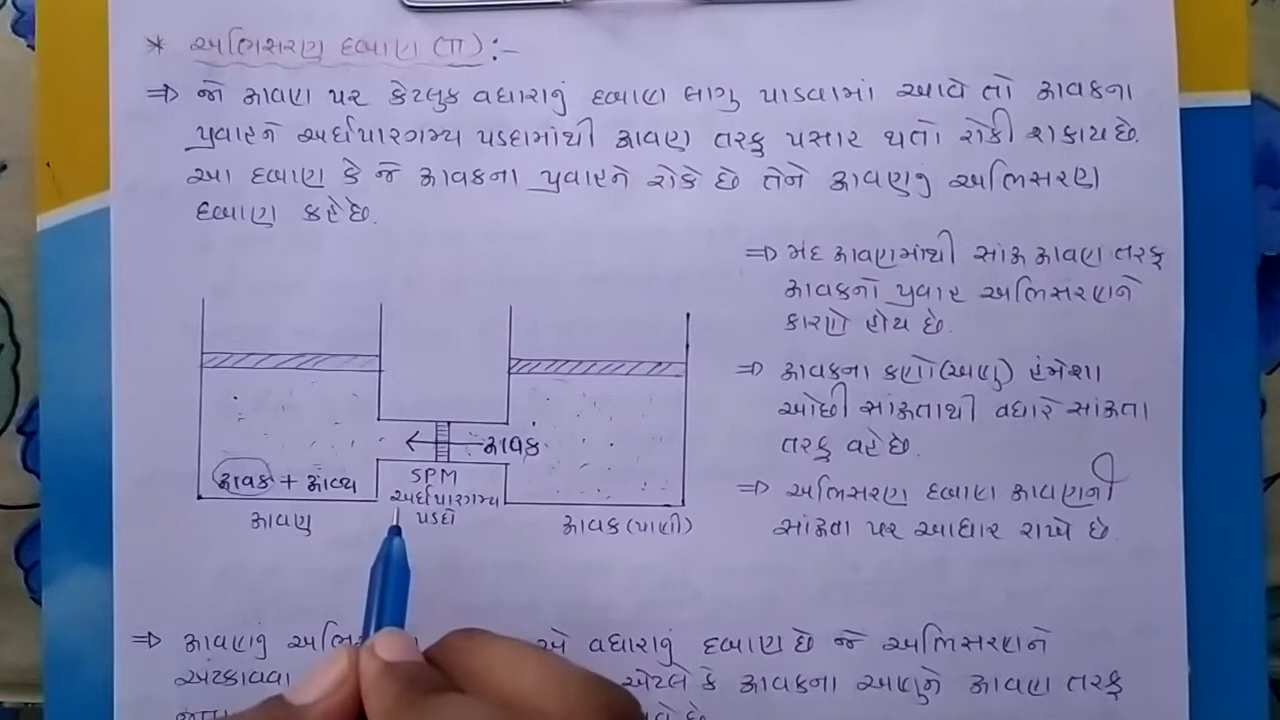 * અભિસરણ દબાણ (π) :-
⇒ જો દ્રાવણ પર કેટલુક વધારાનું દબાણ લાગુ પાડવામાં આવે તો દ્રાવકના
પ્રવાહને અર્ધપારગમ્ય પડદામાંથી દ્રાવણ તરફ પસાર થતો રોકી શકાય છે.
આ દબાણ કે જે દ્રાવકના પ્રવાહને રોકે છે તેને દ્રાવણનું અભિસરણ
દબાણ કહે છે.
⇒ મંદ દ્રાવણમાંથી સાંદ્ર દ્રાવણ તરફ
દ્રાવકનો પ્રવાહ અભિસરણને
કારણે હોય છે.
⇒ દ્રાવકના કણો(અણુ) હંમેશા
ઓછી સાંદ્રતાથી વધારે સાંદ્રતા
તરફ વહે છે.
⇒ અભિસરણ દબાણ દ્રાવણની
સાંદ્રતા પર આધાર રાખે છે.
દ્રાવક
દ્રાવક + દ્રાવ્ય
SPM
અર્ધપારગમ્ય
પડદો
દ્રાવણ
દ્રાવક (પાણી)
⇒ દ્રાવણનું એ વધારાનું દબાણ છે જે અભિસરણને
અટકાવવા એટલે કે દ્રાવકના અણુને દ્રાવણ તરફ